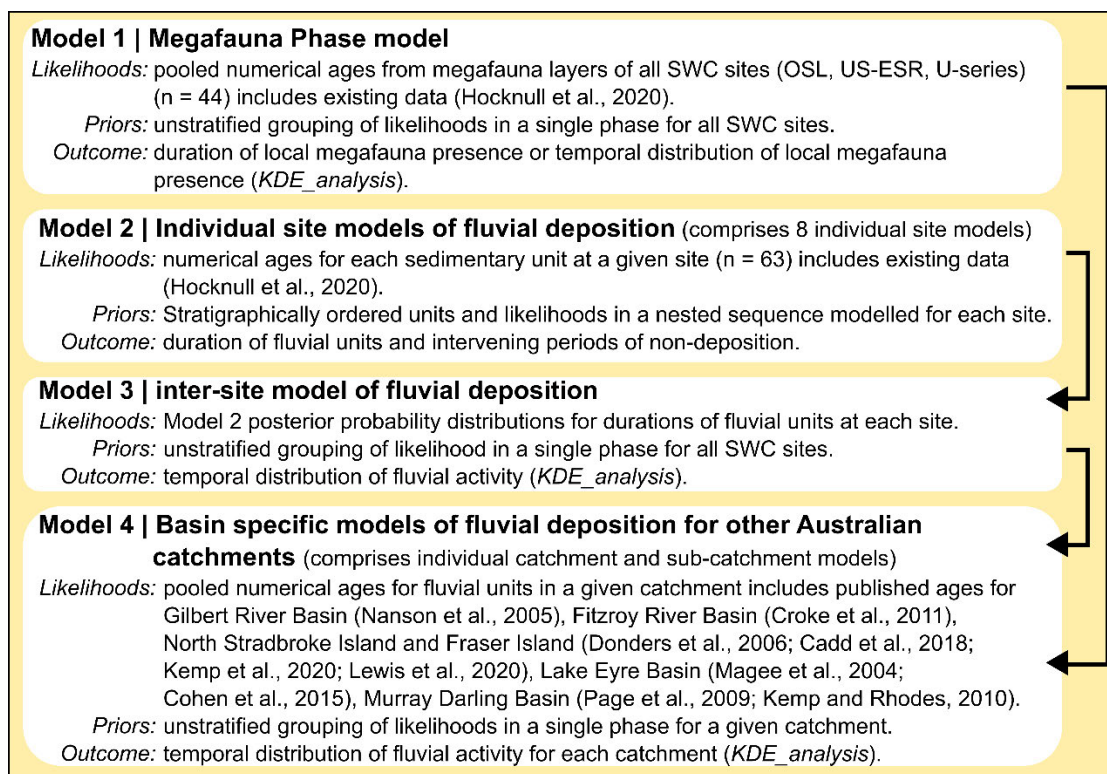 Model 1 | Megafauna Phase model
Likelihoods: pooled numerical ages from megafauna layers of all SWC sites (OSL, US-ESR, U-series)
(n = 44) includes existing data (Hocknull et al., 2020).
Priors: unstratified grouping of likelihoods in a single phase for all SWC sites.
Outcome: duration of local megafauna presence or temporal distribution of local megafauna
presence (KDE_analysis).
Model 2 | Individual site models of fluvial deposition (comprises 8 individual site models)
Likelihoods: numerical ages for each sedimentary unit at a given site (n = 63) includes existing data
(Hocknull et al., 2020).
Priors: Stratigraphically ordered units and likelihoods in a nested sequence modelled for each site.
Outcome: duration of fluvial units and intervening periods of non-deposition.
Model 3 | inter-site model of fluvial deposition
Likelihoods: Model 2 posterior probability distributions for durations of fluvial units at each site.
Priors: unstratified grouping of likelihood in a single phase for all SWC sites.
Outcome: temporal distribution of fluvial activity (KDE_analysis).
Model 4 | Basin specific models of fluvial deposition for other Australian
catchments (comprises individual catchment and sub-catchment models)
Likelihoods: pooled numerical ages for fluvial units in a given catchment includes published ages for
Gilbert River Basin (Nanson et al., 2005), Fitzroy River Basin (Croke et al., 2011),
North Stradbroke Island and Fraser Island (Donders et al., 2006; Cadd et al., 2018;
Kemp et al., 2020; Lewis et al., 2020), Lake Eyre Basin (Magee et al., 2004;
Cohen et al., 2015), Murray Darling Basin (Page et al., 2009; Kemp and Rhodes, 2010).
Priors: unstratified grouping of likelihoods in a single phase for a given catchment.
Outcome: temporal distribution of fluvial activity for each catchment (KDE_analysis).